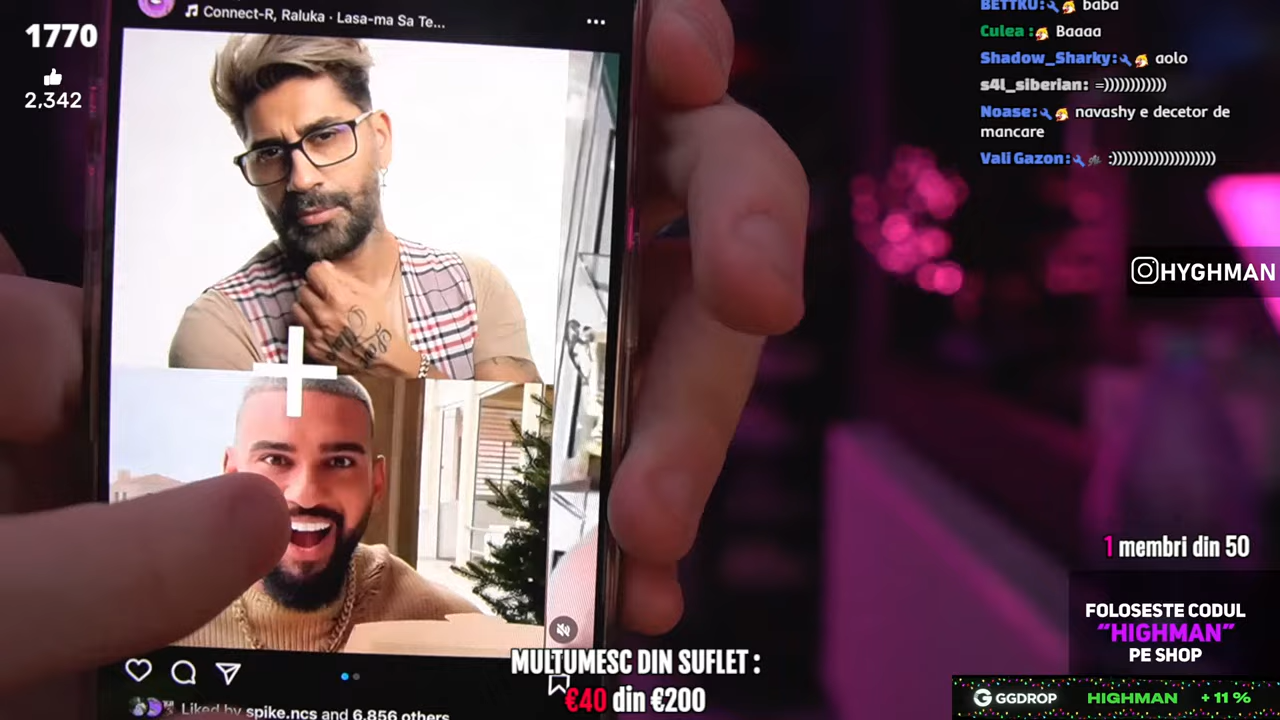 1770
2,342
Connect-R, Raluka · Lasa-ma Sa Te...
BETTKU: baba
Culea : Baaaa
Shadow_Sharky: aolo
s4l_siberian: =)))))))))))
Noase: navashy e decetor de
mancare
Vali Gazon: :))))))))))))))))))))
HYGHMAN
1 membri din 50
FOLOSESTE CODUL
“HIGHMAN”
PE SHOP
MULTUMESC DIN SUFLET :
€40 din €200
GGDROP HIGHMAN +11 %
Liked by spike.ncs and 6,856 others